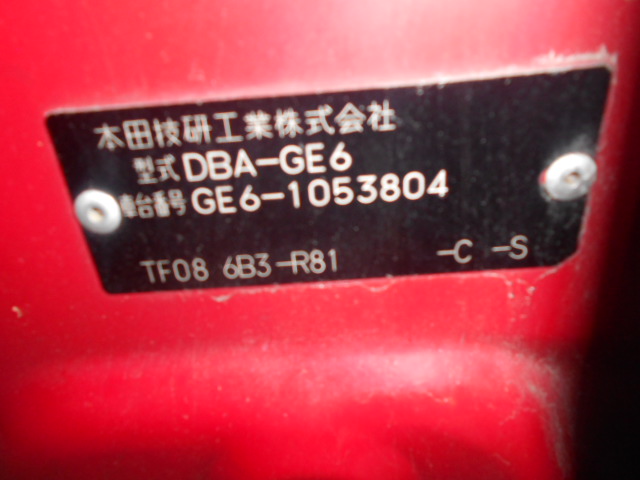 本田技研工業株式会社
型式 DBA-GE6
車台番号 GE6-1053804
TF08 6B3-R81 -C -S